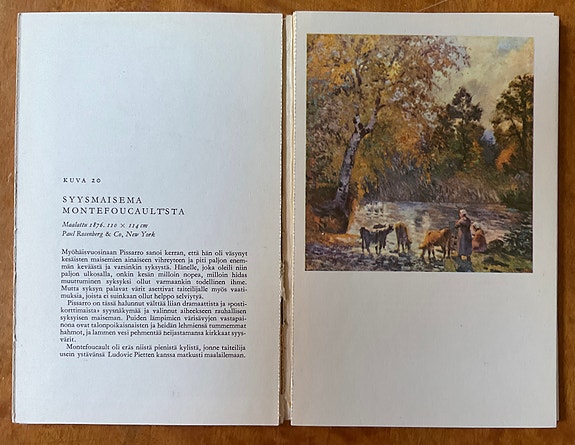 KUVA 20
SYYSMAISEMA
MONTEFOUCAULT'STA
Maalattu 1876. 110 × 114 cm
Paul Rosenberg & Co, New York
Myöhäisvuosinaan Pissarro sanoi kerran, että hän oli väsynyt
kesäisten maisemien ainaiseen vihreyteen ja piti paljon enem-
män keväästä ja varsinkin syksystä. Hänelle, joka oleili niin
paljon ulkosalla, onkin kesän milloin nopea, milloin hidas
muuttuminen syksyksi ollut varmaankin todellinen ihme.
Mutta syksyn palavat värit asettivat taiteilijalle myös vaati-
muksia, joista ei suinkaan ollut helppo selviytyä.
Pissarro on tässä halunnut välttää liian dramaattista ja »posti-
korttimaista» syysnäkymää ja valinnut aiheekseen rauhallisen
syksyisen maiseman. Puiden lämpimien värisävyjen vastapai-
nona ovat talonpoikaisnaisten ja heidän lehmiensä tummemmat
hahmot, ja lammen vesi pehmentää heijastamansa kirkkaat syys-
värit.
Montefoucault oli eräs niistä pienistä kylistä, jonne taiteilija
usein ystävänsä Ludovic Pietten kanssa matkusti maalailemaan.